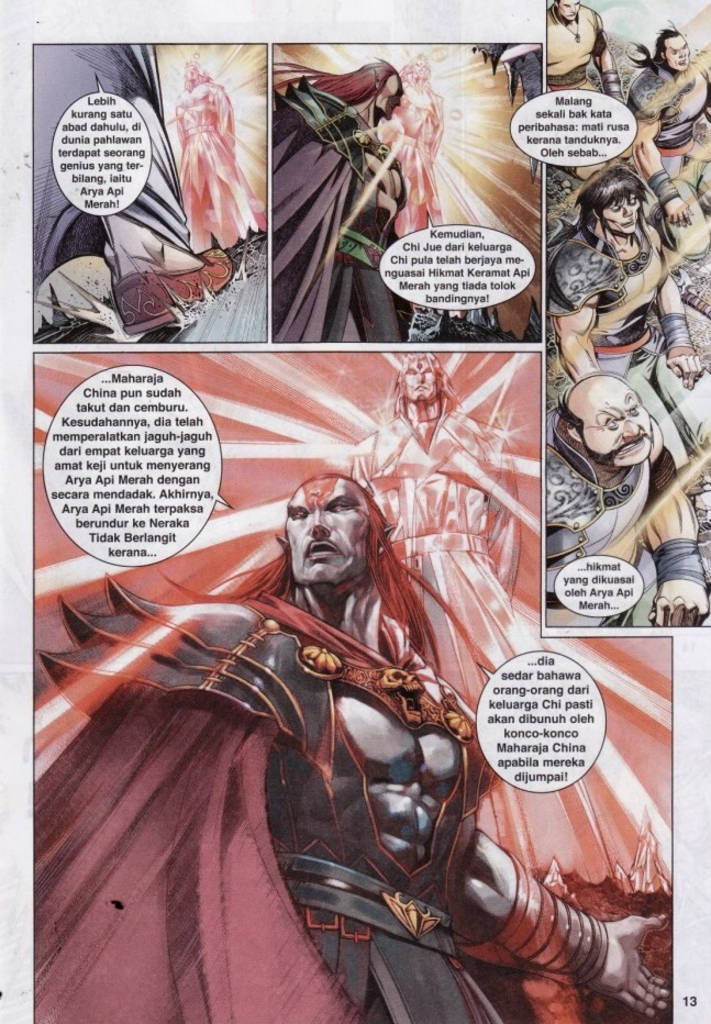 Lebih
kurang satu
abad dahulu, di
dunia pahlawan
terdapat seorang
genius yang ter-
bilang, iaitu
Arya Api
Merah!
Kemudian,
Chi Jue dari keluarga
Chi pula telah berjaya me-
nguasai Hikmat Keramat Api
Merah yang tiada tolok
bandingnya!
Malang
sekali bak kata
peribahasa: mati rusa
kerana tanduknya.
Oleh sebab...
...hikmat
yang dikuasai
oleh Arya Api
Merah...
...Maharaja
China pun sudah
takut dan cemburu.
Kesudahannya, dia telah
memperalatkan jaguh-jaguh
dari empat keluarga yang
amat keji untuk menyerang
Arya Api Merah dengan
secara mendadak. Akhirnya,
Arya Api Merah terpaksa
berundur ke Neraka
Tidak Berlangit
kerana...
...dia
sedar bahawa
orang-orang dari
keluarga Chi pasti
akan dibunuh oleh
konco-konco
Maharaja China
apabila mereka
dijumpai!
13